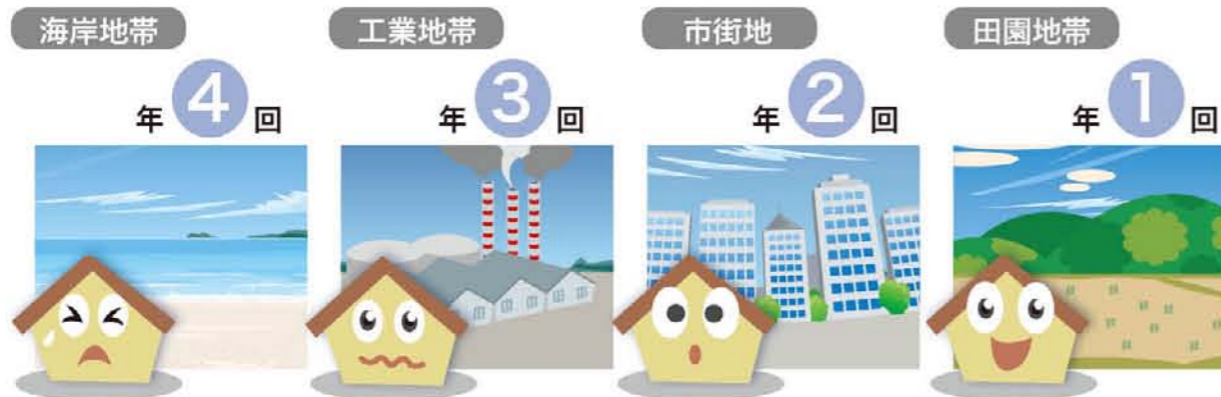 海岸地帯
年4回
工業地帯
年3回
市街地
年2回
田園地帯
年1回